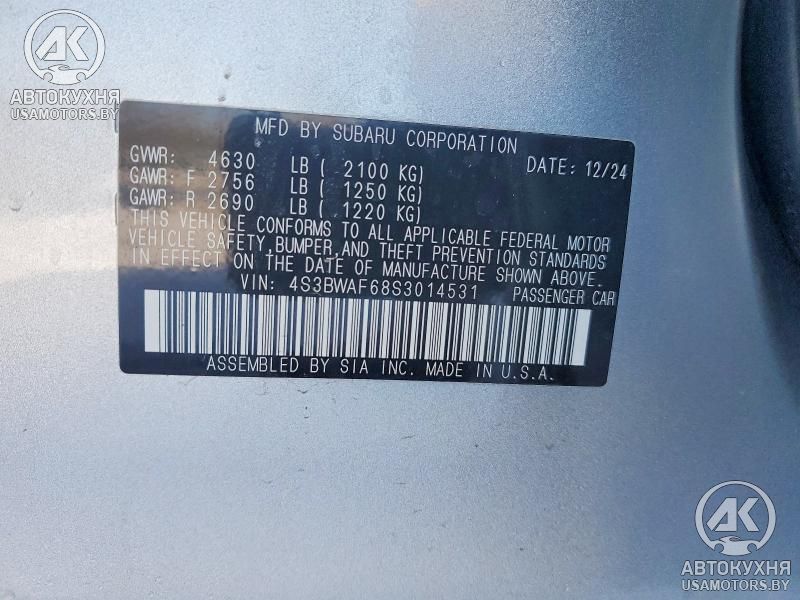 AK
АВТОКУХНЯ
USAMOTORS.BY
MFD BY SUBARU CORPORATION
GVWR: 4630 LB ( 2100 KG) DATE: 12/24
GAWR: F 2756 LB ( 1250 KG)
GAWR: R 2690 LB ( 1220 KG)
THIS VEHICLE CONFORMS TO ALL APPLICABLE FEDERAL MOTOR
VEHICLE SAFETY, BUMPER, AND THEFT PREVENTION STANDARDS
IN EFFECT ON THE DATE OF MANUFACTURE SHOWN ABOVE.
VIN: 4S3BWAF68S3014531 PASSENGER CAR
ASSEMBLED BY SIA INC. MADE IN U.S.A.
AK
АВТОКУХНЯ
USAMOTORS.BY